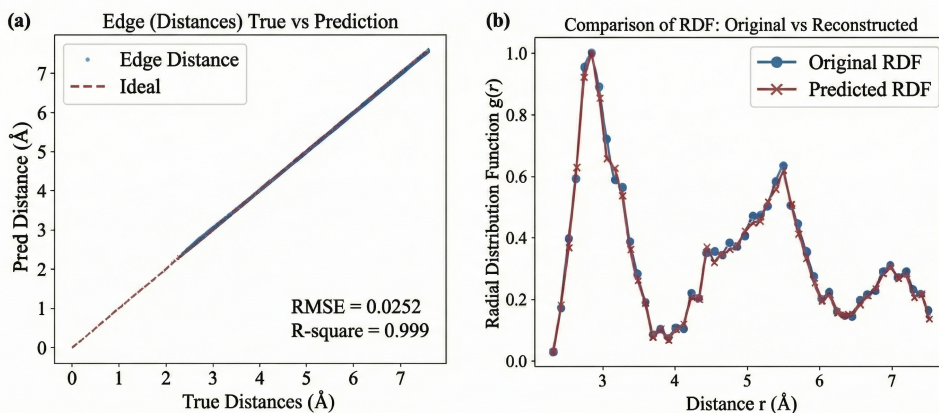 (a)
Edge (Distances) True vs Prediction
Edge Distance
Ideal
Pred Distance (Å)
7
6
5
4
3
2
1
0
RMSE = 0.0252
R-square = 0.999
0 1 2 3 4 5 6 7
True Distances (Å)
(b)
Comparison of RDF: Original vs Reconstructed
Original RDF
Predicted RDF
Radial Distribution Function g(r)
1.0
0.8
0.6
0.4
0.2
0.0
3 4 5 6 7
Distance r (Å)